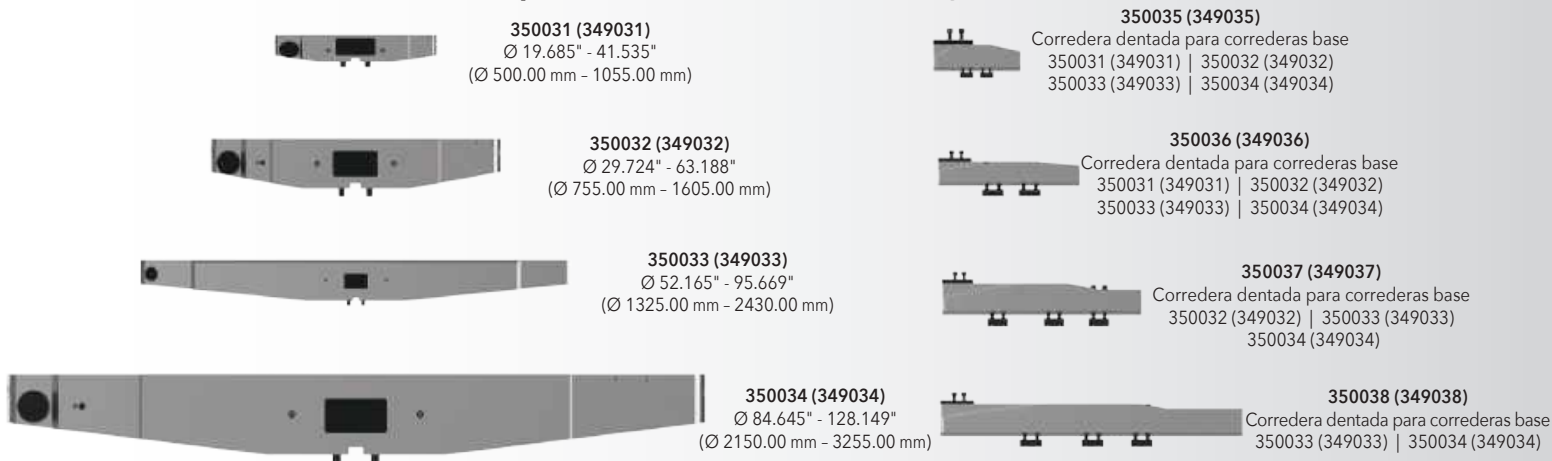 350031 (349031)
Ø 19.685" - 41.535"
(Ø 500.00 mm – 1055.00 mm)
350032 (349032)
Ø 29.724" - 63.188"
(Ø 755.00 mm – 1605.00 mm)
350033 (349033)
Ø 52.165" - 95.669"
(Ø 1325.00 mm – 2430.00 mm)
350034 (349034)
Ø 84.645" - 128.149"
(Ø 2150.00 mm – 3255.00 mm)
350035 (349035)
Corredera dentada para correderas base
350031 (349031) | 350032 (349032)
350033 (349033) | 350034 (349034)
350036 (349036)
Corredera dentada para correderas base
350031 (349031) | 350032 (349032)
350033 (349033) | 350034 (349034)
350037 (349037)
Corredera dentada para correderas base
350032 (349032) | 350033 (349033)
350034 (349034)
350038 (349038)
Corredera dentada para correderas base
350033 (349033) | 350034 (349034)